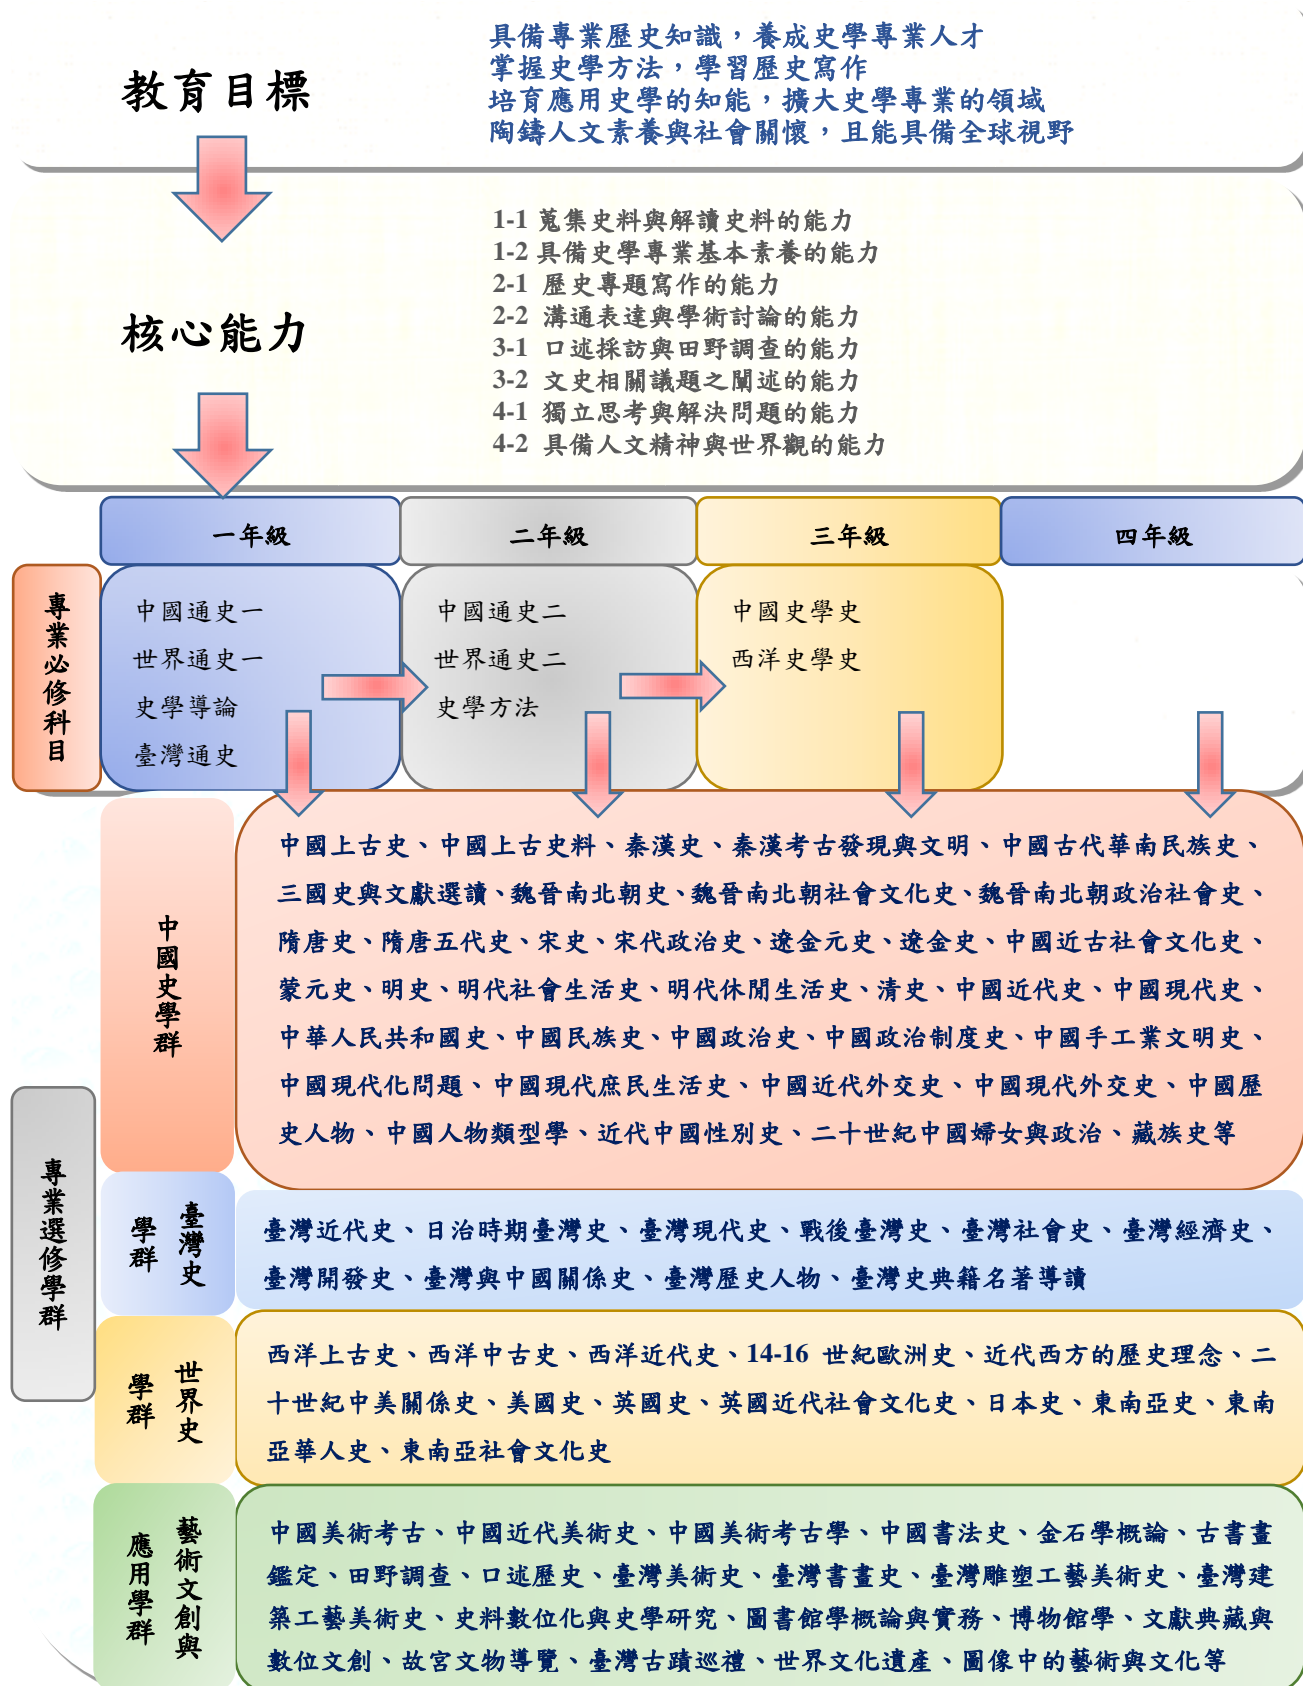 教育目標
具備專業歷史知識，養成史學專業人才
掌握史學方法，學習歷史寫作
培育應用史學的知能，擴大史學專業的領域
陶鑄人文素養與社會關懷，且能具備全球視野
核心能力
1-1 蒐集史料與解讀史料的能力
1-2 具備史學專業基本素養的能力
2-1 歷史專題寫作的能力
2-2 溝通表達與學術討論的能力
3-1 口述採訪與田野調查的能力
3-2 文史相關議題之闡述的能力
4-1 獨立思考與解決問題的能力
4-2 具備人文精神與世界觀的能力
一年級
二年級
三年級
四年級
專業必修科目
中國通史一
世界通史一
史學導論
臺灣通史
中國通史二
世界通史二
史學方法
中國史學史
西洋史學史
專業選修學群
中國史學群
中國上古史、中國上古史料、秦漢史、秦漢考古發現與文明、中國古代華南民族史、
三國史與文獻選讀、魏晉南北朝史、魏晉南北朝社會文化史、魏晉南北朝政治社會史、
隋唐史、隋唐五代史、宋史、宋代政治史、遼金元史、遼金史、中國近古社會文化史、
蒙元史、明史、明代社會生活史、明代休閒生活史、清史、中國近代史、中國現代史、
中華人民共和國史、中國民族史、中國政治史、中國政治制度史、中國手工業文明史、
中國現代化問題、中國現代庶民生活史、中國近代外交史、中國現代外交史、中國歷
史人物、中國人物類型學、近代中國性別史、二十世紀中國婦女與政治、藏族史等
臺灣史
學群
臺灣近代史、日治時期臺灣史、臺灣現代史、戰後臺灣史、臺灣社會史、臺灣經濟史、
臺灣開發史、臺灣與中國關係史、臺灣歷史人物、臺灣史典籍名著導讀
世界史
學群
西洋上古史、西洋中古史、西洋近代史、14-16 世紀歐洲史、近代西方的歷史理念、二
十世紀中美關係史、美國史、英國史、英國近代社會文化史、日本史、東南亞史、東南
亞華人史、東南亞社會文化史
藝術文創與
應用學群
中國美術考古、中國近代美術史、中國美術考古學、中國書法史、金石學概論、古書畫
鑑定、田野調查、口述歷史、臺灣美術史、臺灣書畫史、臺灣雕塑工藝美術史、臺灣建
築工藝美術史、史料數位化與史學研究、圖書館學概論與實務、博物館學、文獻典藏與
數位文創、故宮文物導覽、臺灣古蹟巡禮、世界文化遺產、圖像中的藝術與文化等